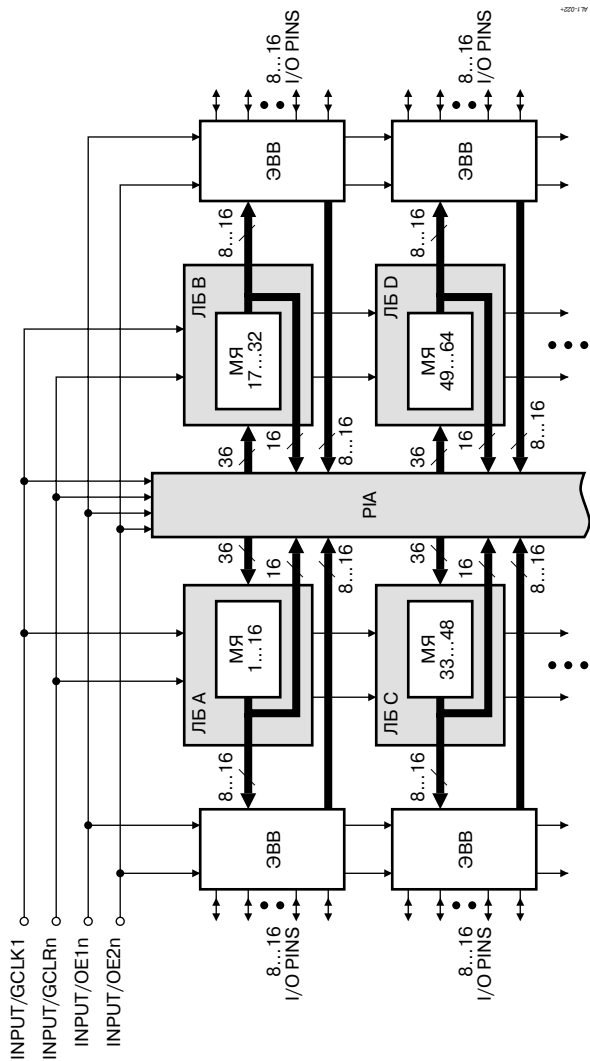 INPUT/GCLK1
INPUT/GCLRn
INPUT/OE1n
INPUT/OE2n
8...16
I/O PINS
ЭВВ
8...16
ЛБ A
МЯ
1...16
36
16
8...16
PIA
36
16
8...16
ЛБ B
МЯ
17...32
8...16
ЭВВ
8...16
I/O PINS
8...16
I/O PINS
ЭВВ
8...16
ЛБ C
МЯ
33...48
36
16
8...16
36
16
8...16
ЛБ D
МЯ
49...64
8...16
ЭВВ
8...16
I/O PINS
AL1-022+